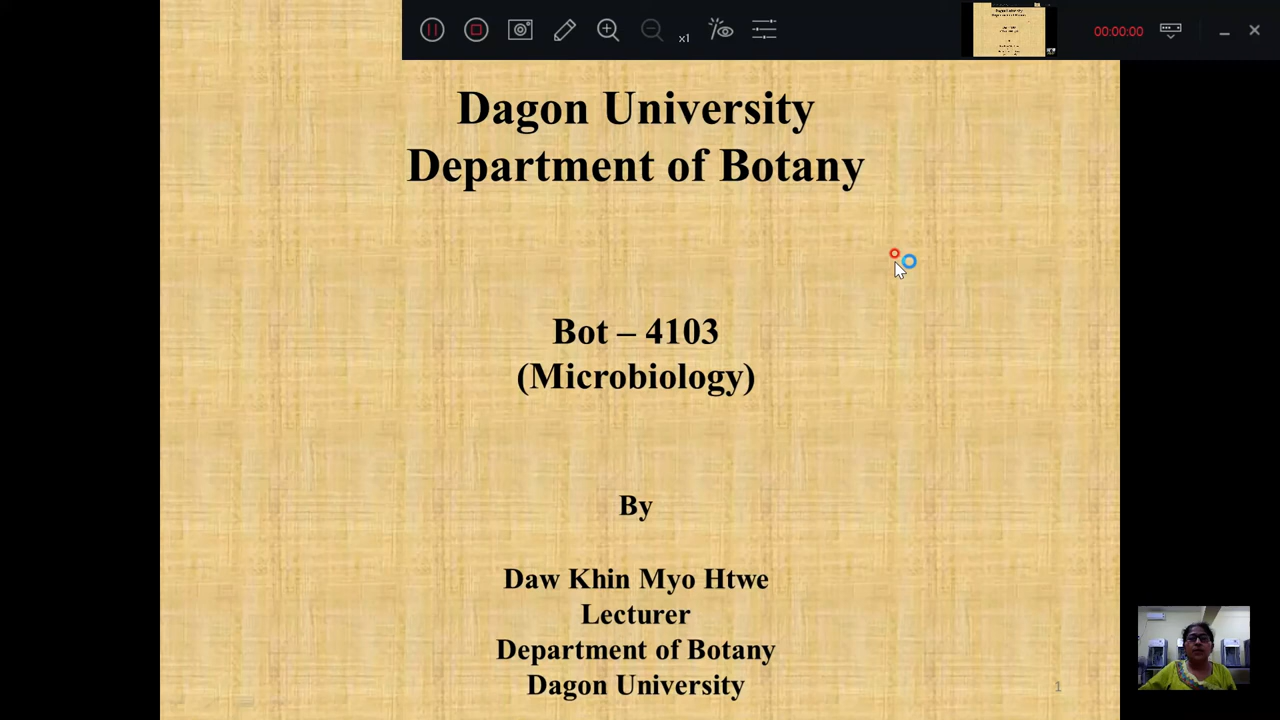 x1
00:00:00
Dagon University
Department of Botany
Bot – 4103
(Microbiology)
By
Daw Khin Myo Htwe
Lecturer
Department of Botany
Dagon University
1